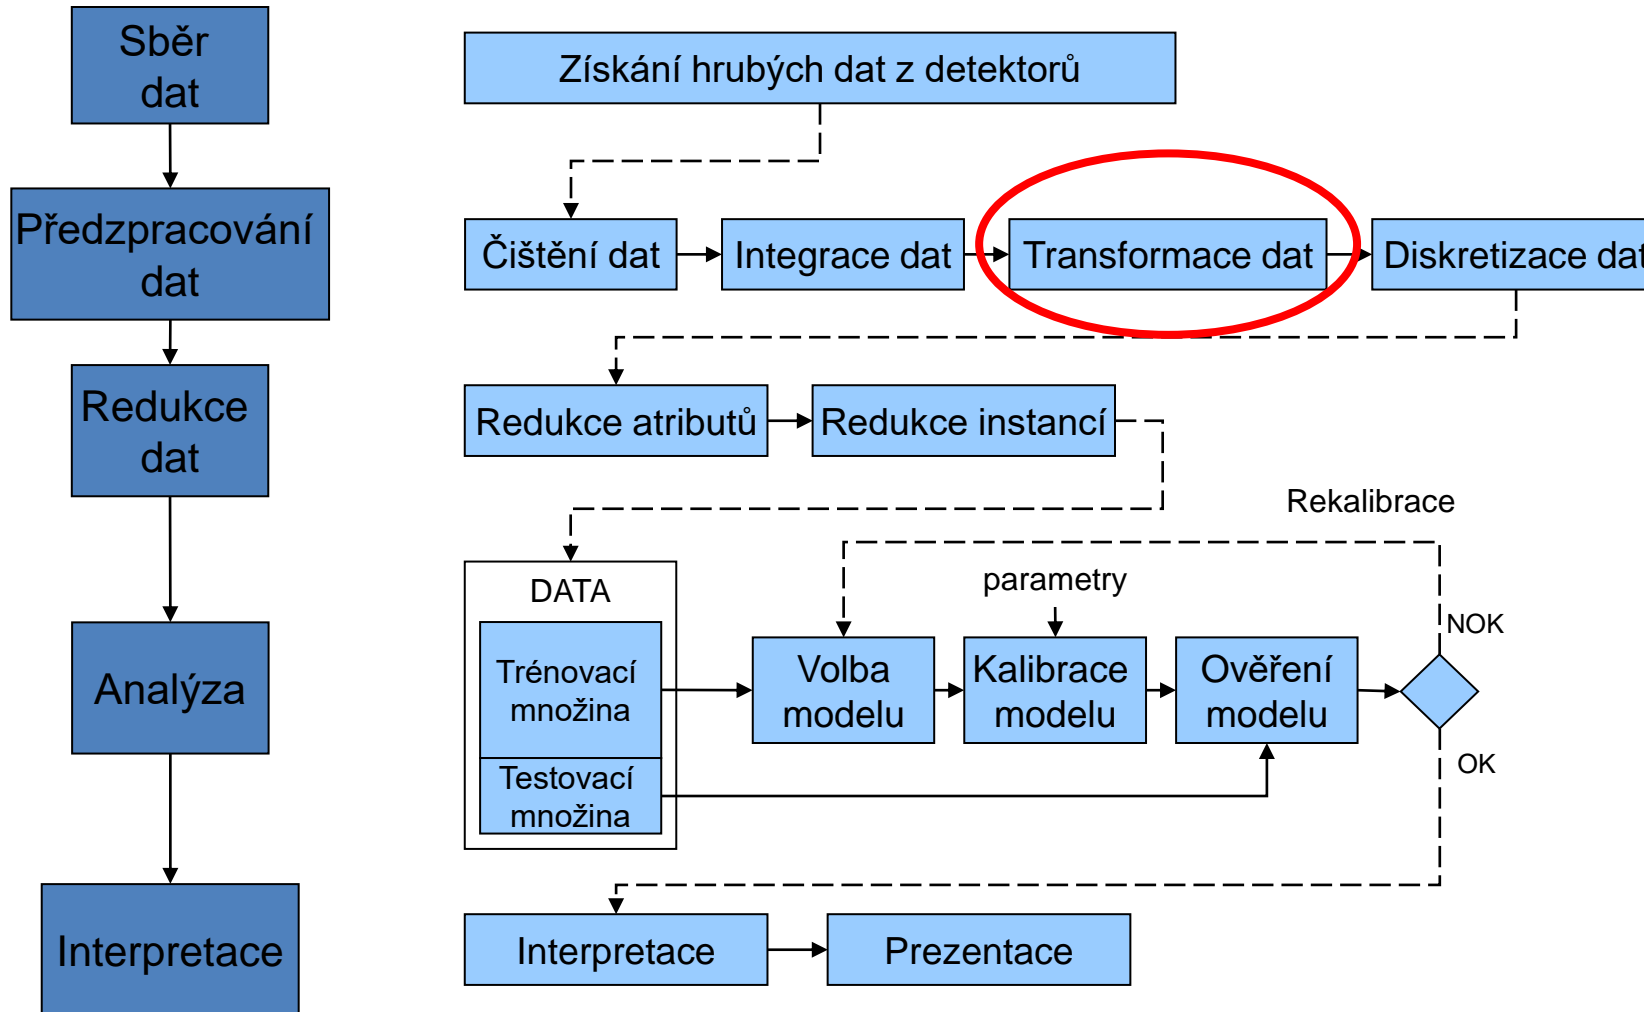 Sběr
dat
Získání hrubých dat z detektorů
Předzpracování
dat
Čištění dat
Integrace dat
Transformace dat
Diskretizace dat
Redukce
dat
Redukce atributů
Redukce instancí
Rekalibrace
DATA
parametry
NOK
Analýza
Trénovací
množina
Volba
modelu
Kalibrace
modelu
Ověření
modelu
OK
Testovací
množina
Interpretace
Interpretace
Prezentace